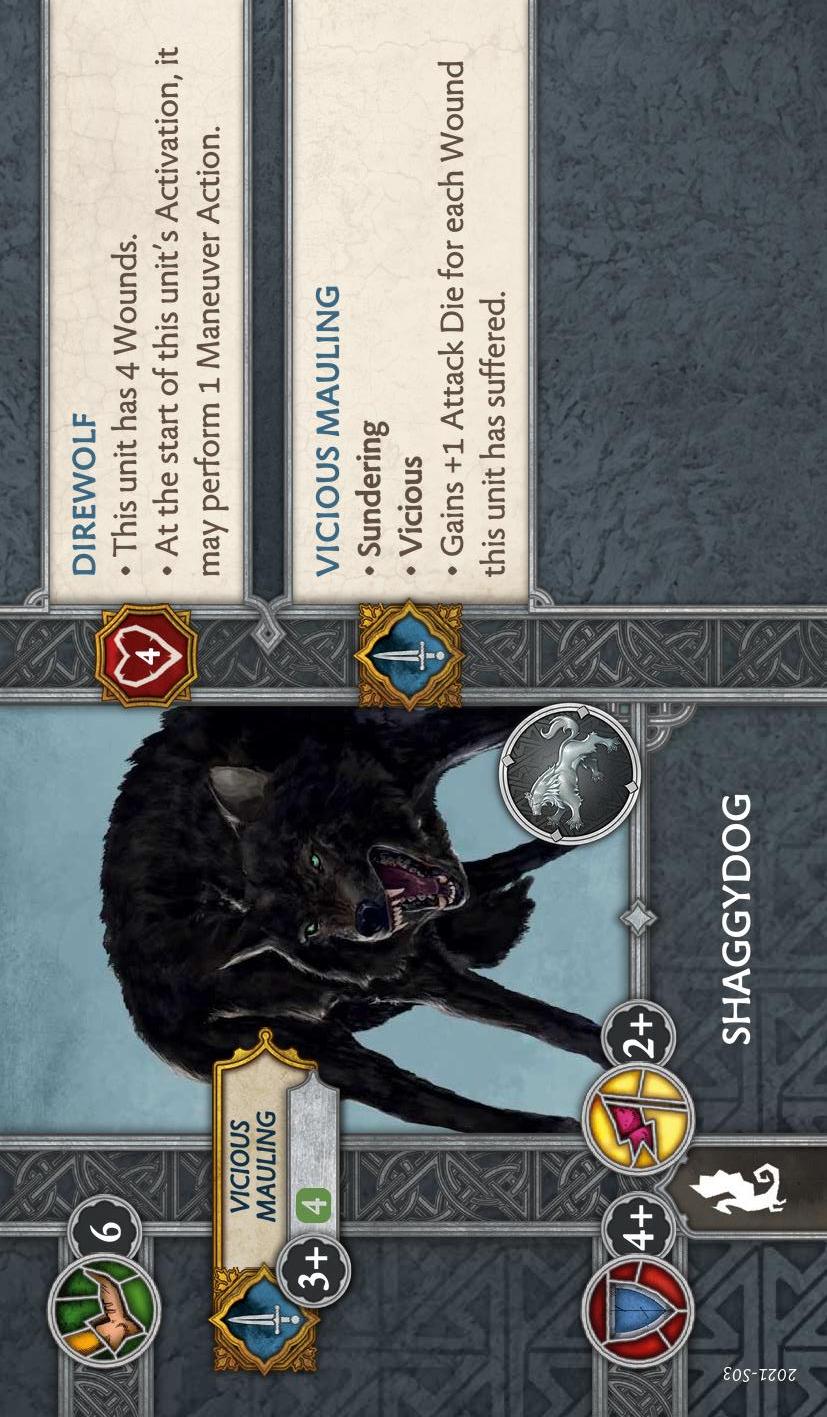 6
VICIOUS
MAULING
3+
4
4+
2+
SHAGGYDOG
2021-S03
4
DIREWOLF
• This unit has 4 Wounds.
• At the start of this unit's Activation, it
may perform 1 Maneuver Action.
VICIOUS MAULING
• Sundering
• Vicious
• Gains +1 Attack Die for each Wound
this unit has suffered.